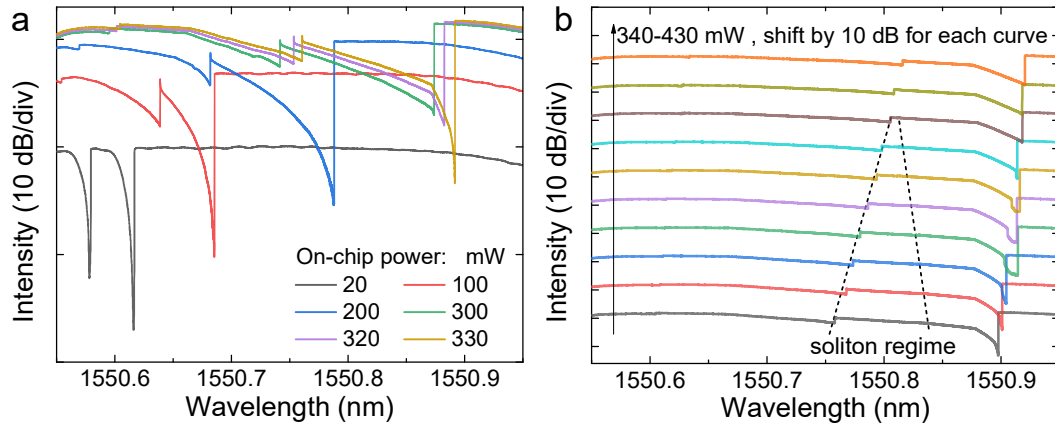 a
Intensity (10 dB/div)
On-chip power: mW
20 100
200 300
320 330
1550.6 1550.7 1550.8 1550.9
Wavelength (nm)
b
Intensity (10 dB/div)
340-430 mW , shift by 10 dB for each curve
soliton regime
1550.6 1550.7 1550.8 1550.9
Wavelength (nm)